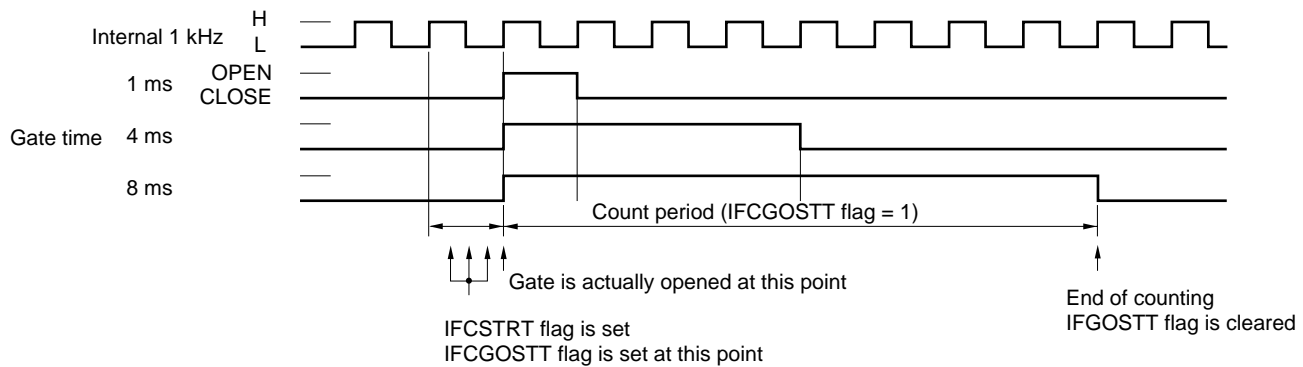 H
Internal 1 kHz
L
OPEN
1 ms
CLOSE
Gate time
4 ms
8 ms
Count period (IFCGOSTT flag = 1)
Gate is actually opened at this point
End of counting
IFGOSTT flag is cleared
IFCSTRT flag is set
IFCGOSTT flag is set at this point